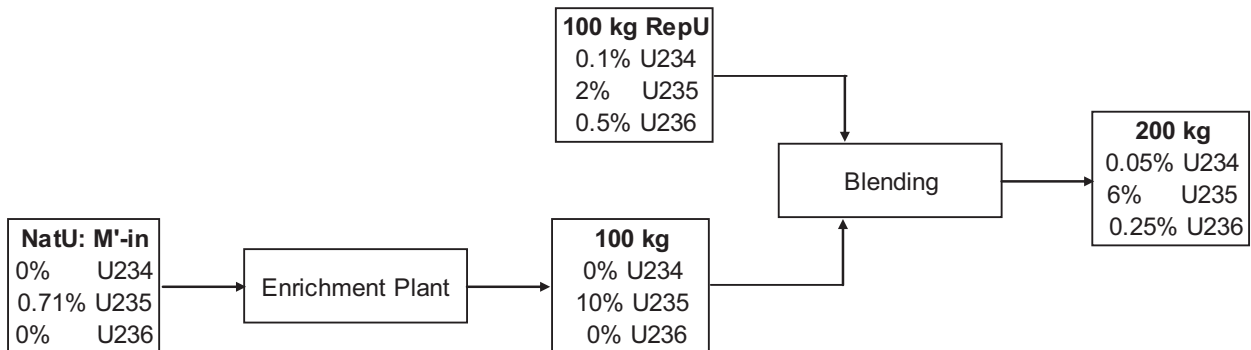 100 kg RepU
0.1% U234
2% U235
0.5% U236
Blending
200 kg
0.05% U234
6% U235
0.25% U236
NatU: M'-in
0% U234
0.71% U235
0% U236
Enrichment Plant
100 kg
0% U234
10% U235
0% U236